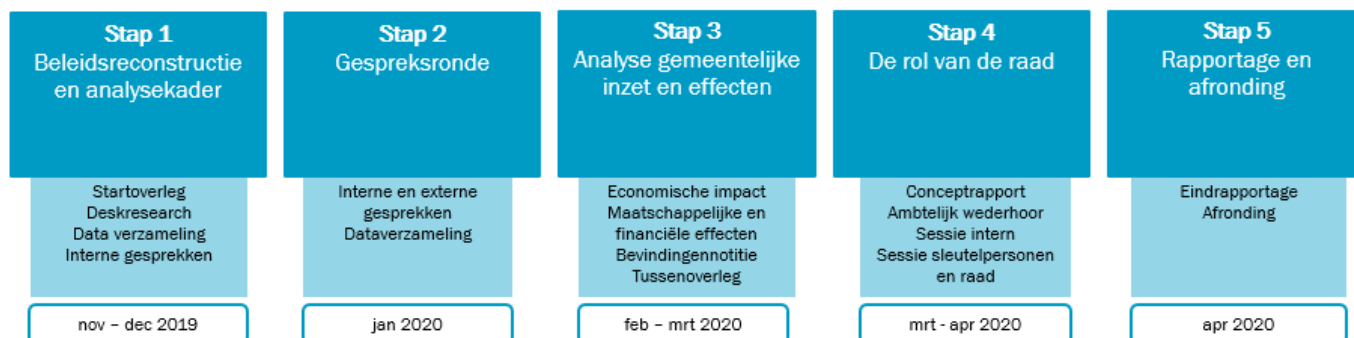 Stap 1
Beleidsreconstructie
en analysekader
Startoverleg
Deskresearch
Data verzameling
Interne gesprekken
nov – dec 2019
Stap 2
Gespreksronde
Interne en externe
gesprekken
Dataverzameling
jan 2020
Stap 3
Analyse gemeentelijke
inzet en effecten
Economische impact
Maatschappelijke en
financiële effecten
Bevindingennotitie
Tussenoverleg
feb – mrt 2020
Stap 4
De rol van de raad
Conceptrapport
Ambtelijk wederhoor
Sessie intern
Sessie sleutelpersonen
en raad
mrt - apr 2020
Stap 5
Rapportage en
afronding
Eindrapportage
Afronding
apr 2020